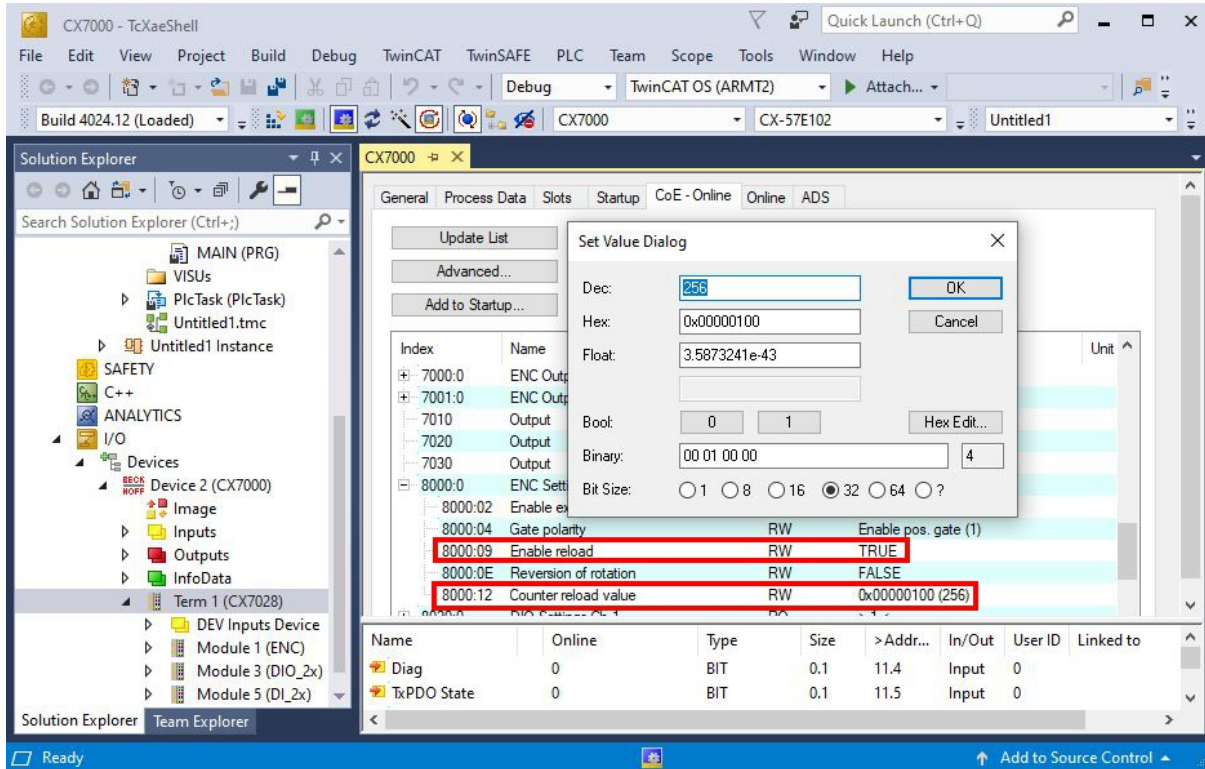 CX7000 - TcXaeShell
Quick Launch (Ctrl+Q)
File Edit View Project Build Debug TwinCAT TwinSAFE PLC Team Scope Tools Window Help
Debug TwinCAT OS (ARMT2) Attach...
Build 4024.12 (Loaded) CX7000 CX-57E102 Untitled1
Solution Explorer
Search Solution Explorer (Ctrl+;)
MAIN (PRG)
VISUs
PlcTask (PlcTask)
Untitled1.tmc
Untitled1 Instance
SAFETY
C++
ANALYTICS
I/O
Devices
BECK HOFF Device 2 (CX7000)
Image
Inputs
Outputs
InfoData
Term 1 (CX7028)
DEV Inputs Device
Module 1 (ENC)
Module 3 (DIO_2x)
Module 5 (DI_2x)
Solution Explorer Team Explorer
CX7000
General Process Data Slots Startup CoE - Online Online ADS
Update List
Advanced...
Add to Startup...
Index Name Unit
7000:0 ENC Outp
7001:0 ENC Outp
7010 Output
7020 Output
7030 Output
8000:0 ENC Setti
8000:02 Enable ex
8000:04 Gate polarity RW Enable pos. gate (1)
8000:09 Enable reload RW TRUE
8000:0E Reversion of rotation RW FALSE
8000:12 Counter reload value RW 0x00000100 (256)
Set Value Dialog
Dec: 256 OK
Hex: 0x00000100 Cancel
Float: 3.5873241e-43
Bool: 0 1 Hex Edit...
Binary: 00 01 00 00 4
Bit Size: 1 8 16 32 64 ?
Name Online Type Size >Addr... In/Out User ID Linked to
Diag 0 BIT 0.1 11.4 Input 0
TxPDO State 0 BIT 0.1 11.5 Input 0
Ready Add to Source Control